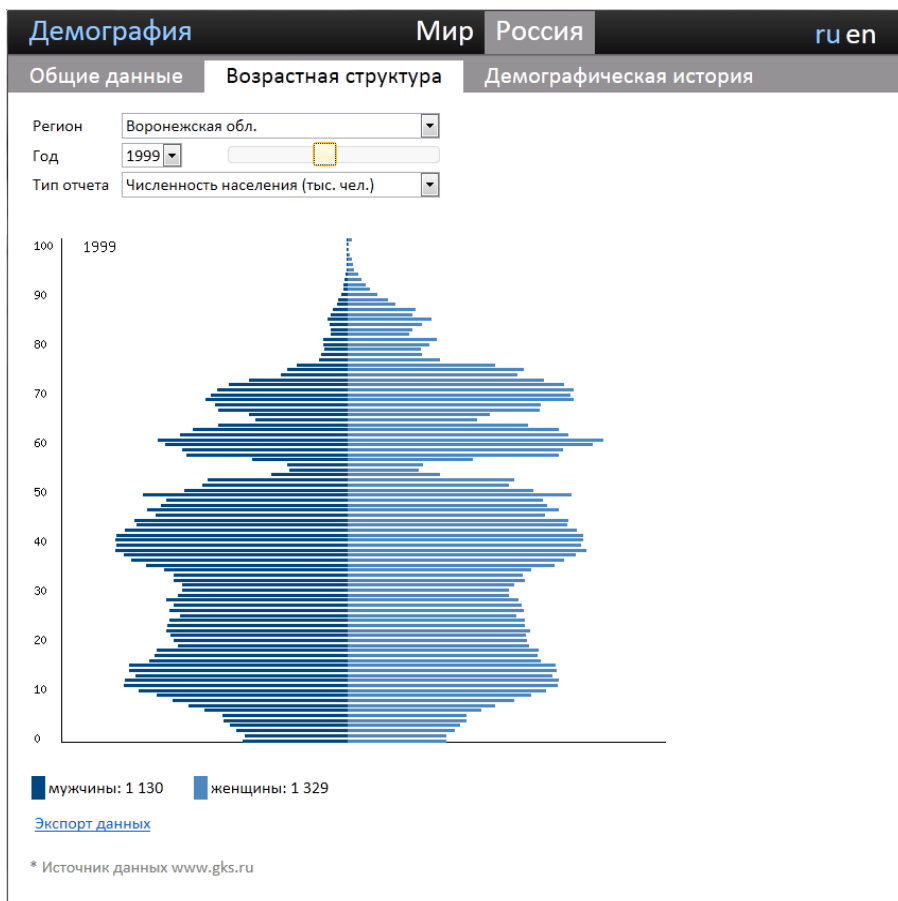 Демография Мир Россия ru en
Общие данные Возрастная структура Демографическая история
Регион Воронежская обл.
Год 1999
Тип отчета Численность населения (тыс. чел.)
100 1999
90
80
70
60
50
40
30
20
10
0
мужчины: 1 130 женщины: 1 329
Экспорт данных
* Источник данных www.gks.ru